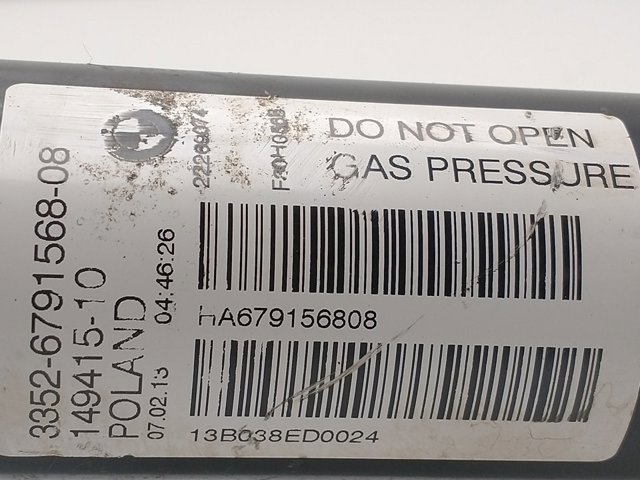 DO NOT OPEN
GAS PRESSURE
HA679156808
13B038ED0024
3352-6791568-08
149415-10
POLAND
07.02.13 04:46:26